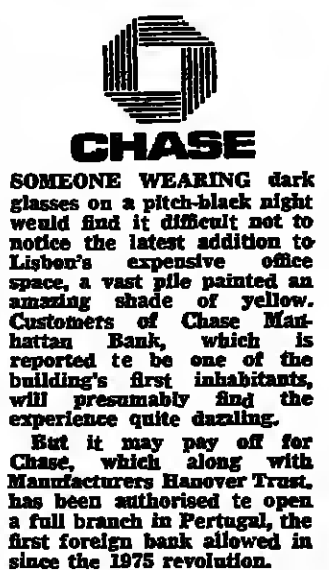 CHASE
SOMEONE WEARING dark
glasses on a pitch-black night
would find it difficult not to
notice the latest addition to
Lisbon's expensive office
space, a vast pile painted an
amazing shade of yellow.
Customers of Chase Man-
hattan Bank, which is
reported te be one of the
building's first inhabitants,
will presumably find the
experience quite dazzling.
But it may pay off for
Chase, which along with
Manufacturers Hanover Trust,
has been authorised te open
a full branch in Pertugal, the
first foreign bank allowed in
since the 1975 revolution.